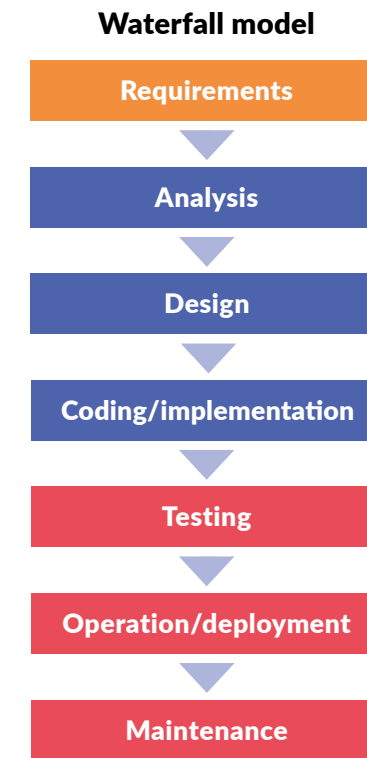 Waterfall model
Requirements
Analysis
Design
Coding/implementation
Testing
Operation/deployment
Maintenance